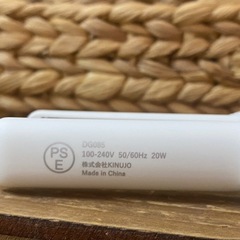 PS
E
DG085
100-240V 50/60Hz 20W
株式会社KINUJO
Made in China